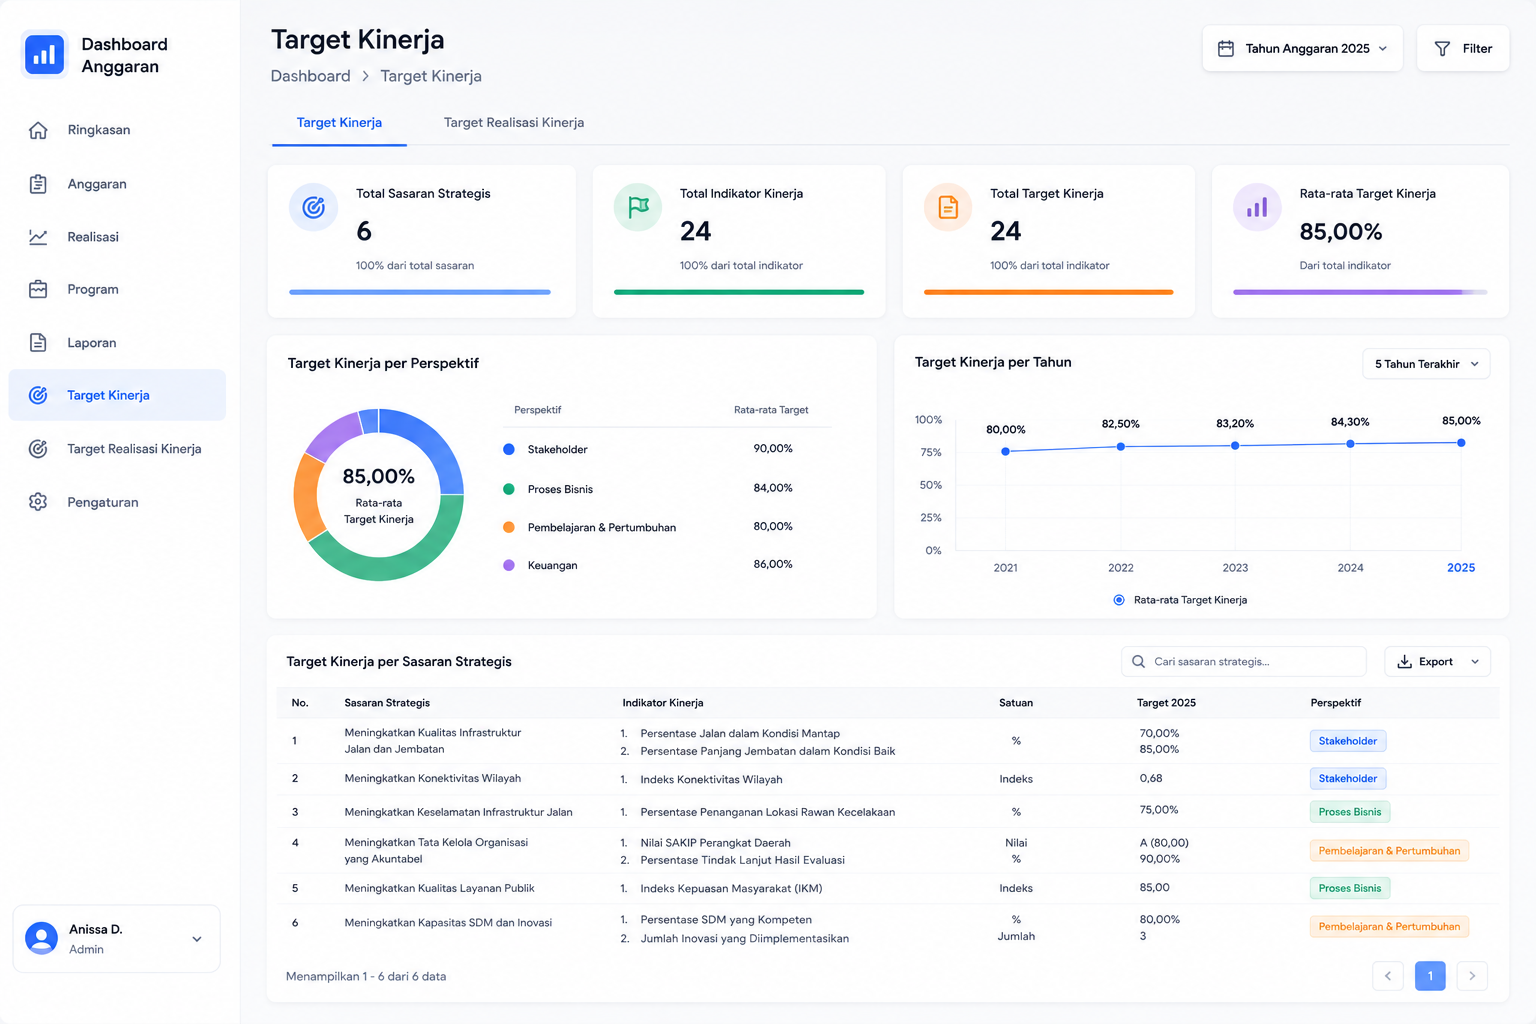 Dashboard
Anggaran
Ringkasan
Anggaran
Realisasi
Program
Laporan
Target Kinerja
Target Realisasi Kinerja
Pengaturan
Anissa D.
Admin
Target Kinerja
Dashboard > Target Kinerja
Tahun Anggaran 2025
Filter
Target Kinerja
Target Realisasi Kinerja
Total Sasaran Strategis
6
100% dari total sasaran
Total Indikator Kinerja
24
100% dari total indikator
Total Target Kinerja
24
100% dari total indikator
Rata-rata Target Kinerja
85,00%
Dari total indikator
Target Kinerja per Perspektif
85,00%
Rata-rata
Target Kinerja
Perspektif Rata-rata Target
Stakeholder 90,00%
Proses Bisnis 84,00%
Pembelajaran & Pertumbuhan 80,00%
Keuangan 86,00%
Target Kinerja per Tahun
5 Tahun Terakhir
100%
75%
50%
25%
0%
80,00% 82,50% 83,20% 84,30% 85,00%
2021 2022 2023 2024 2025
Rata-rata Target Kinerja
Target Kinerja per Sasaran Strategis
Cari sasaran strategis...
Export
No. Sasaran Strategis Indikator Kinerja Satuan Target 2025 Perspektif
1 Meningkatkan Kualitas Infrastruktur
Jalan dan Jembatan
1. Persentase Jalan dalam Kondisi Mantap
2. Persentase Panjang Jembatan dalam Kondisi Baik
%
70,00%
85,00%
Stakeholder
2 Meningkatkan Konektivitas Wilayah 1. Indeks Konektivitas Wilayah Indeks 0,68 Stakeholder
3 Meningkatkan Keselamatan Infrastruktur Jalan 1. Persentase Penanganan Lokasi Rawan Kecelakaan % 75,00% Proses Bisnis
4 Meningkatkan Tata Kelola Organisasi
yang Akuntabel
1. Nilai SAKIP Perangkat Daerah
2. Persentase Tindak Lanjut Hasil Evaluasi
Nilai
%
A (80,00)
90,00%
Pembelajaran & Pertumbuhan
5 Meningkatkan Kualitas Layanan Publik 1. Indeks Kepuasan Masyarakat (IKM) Indeks 85,00 Proses Bisnis
6 Meningkatkan Kapasitas SDM dan Inovasi
1. Persentase SDM yang Kompeten
2. Jumlah Inovasi yang Diimplementasikan
%
Jumlah
80,00%
3
Pembelajaran & Pertumbuhan
Menampilkan 1 - 6 dari 6 data
< 1 >